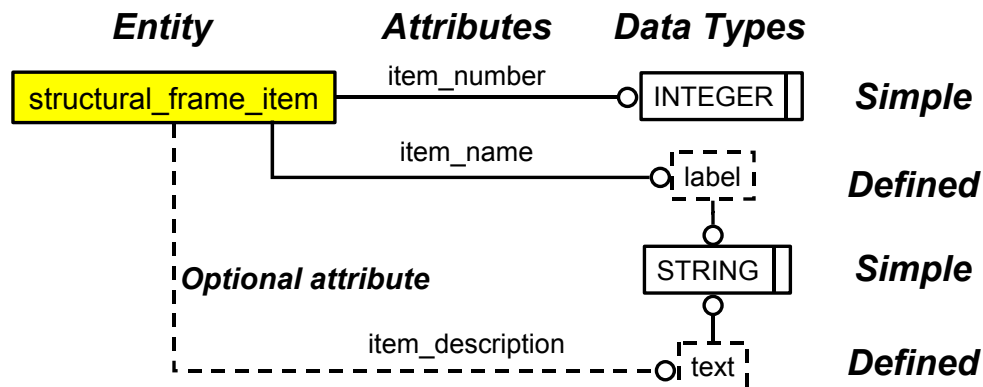 Entity Attributes Data Types
item_number
structural_frame_item INTEGER Simple
item_name
label Defined
STRING Simple
Optional attribute
item_description
text Defined